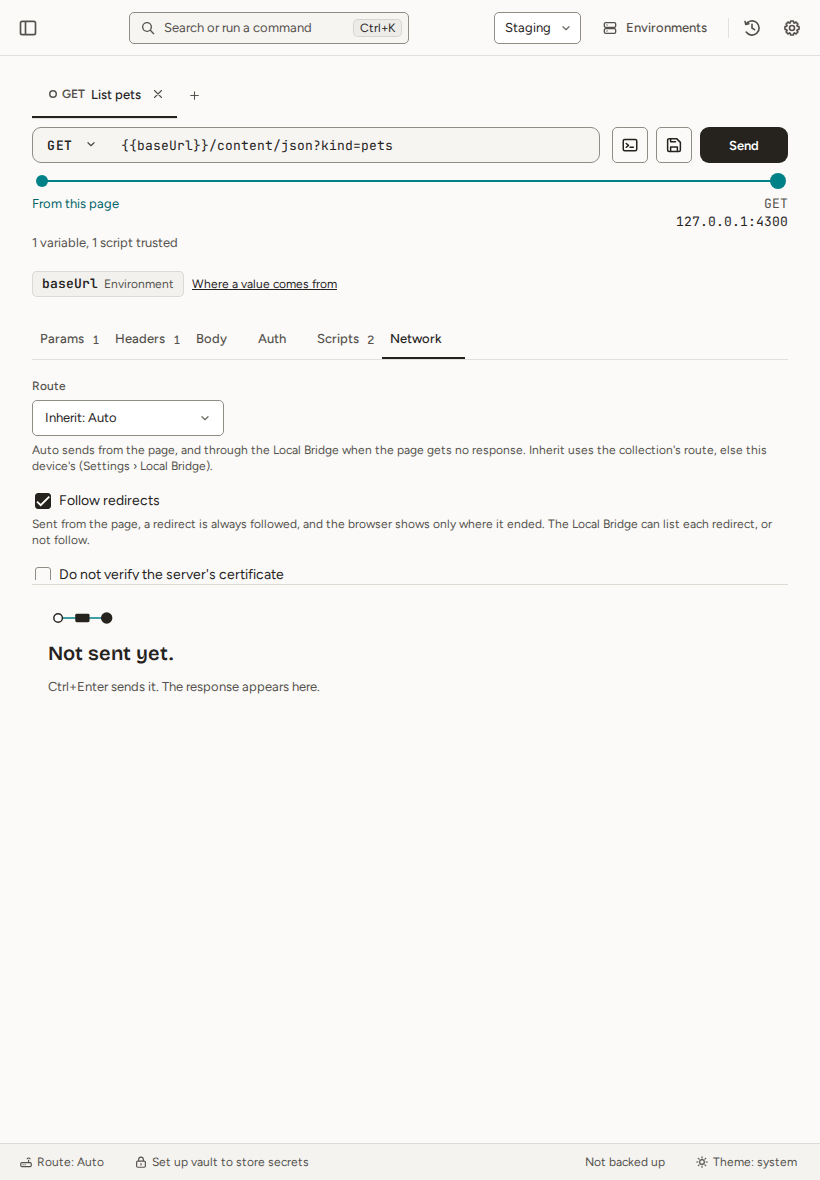 Search or run a command Ctrl+K Staging Environments
GET List pets
GET {{baseUrl}}/content/json?kind=pets Send
From this page GET
127.0.0.1:4300
1 variable, 1 script trusted
baseUrl Environment Where a value comes from
Params 1 Headers 1 Body Auth Scripts 2 Network
Route
Inherit: Auto
Auto sends from the page, and through the Local Bridge when the page gets no response. Inherit uses the collection's route, else this
device's (Settings › Local Bridge).
Follow redirects
Sent from the page, a redirect is always followed, and the browser shows only where it ended. The Local Bridge can list each redirect, or
not follow.
Do not verify the server's certificate
Not sent yet.
Ctrl+Enter sends it. The response appears here.
Route: Auto Set up vault to store secrets Not backed up Theme: system